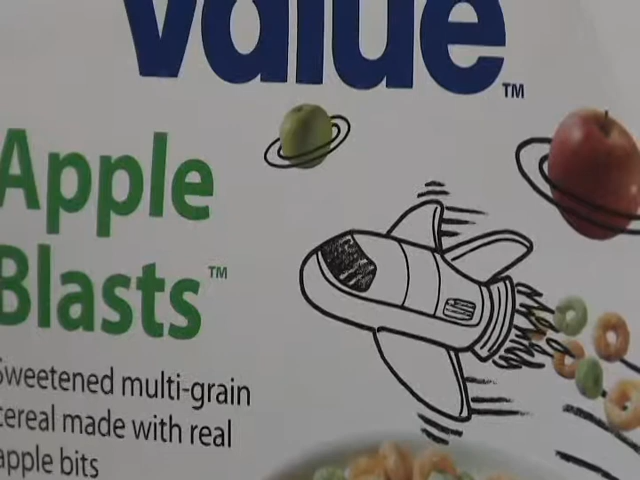 value™
Apple
Blasts™
Sweetened multi-grain
cereal made with real
apple bits